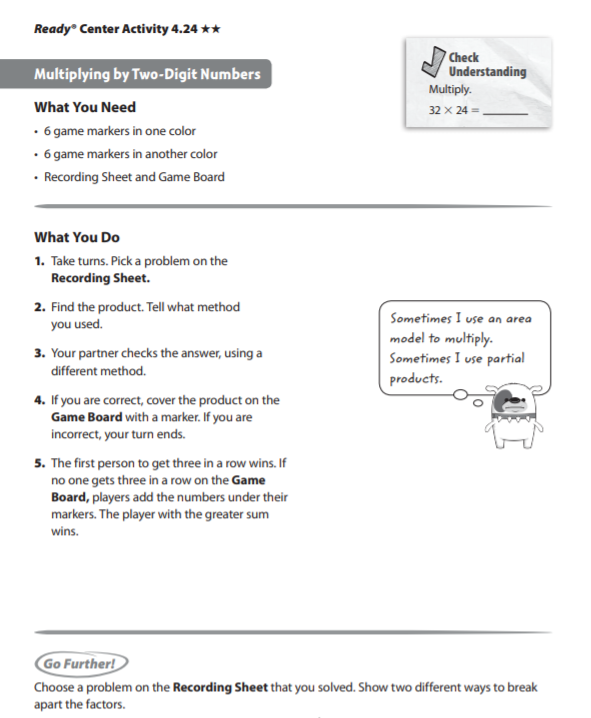 Ready® Center Activity 4.24 ★★
Check
Understanding
Multiply.
32 × 24 = ______
Multiplying by Two-Digit Numbers
What You Need
• 6 game markers in one color
• 6 game markers in another color
• Recording Sheet and Game Board
What You Do
1. Take turns. Pick a problem on the
Recording Sheet.
2. Find the product. Tell what method
you used.
3. Your partner checks the answer, using a
different method.
4. If you are correct, cover the product on the
Game Board with a marker. If you are
incorrect, your turn ends.
5. The first person to get three in a row wins. If
no one gets three in a row on the Game
Board, players add the numbers under their
markers. The player with the greater sum
wins.
Sometimes I use an area
model to multiply.
Sometimes I use partial
products.
Go Further!
Choose a problem on the Recording Sheet that you solved. Show two different ways to break
apart the factors.